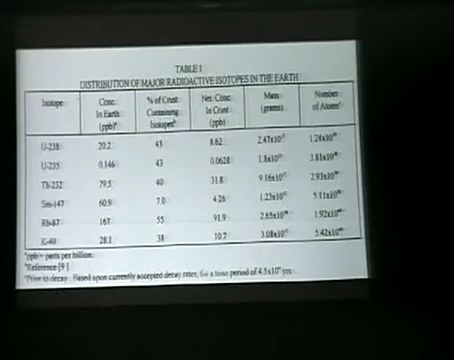 TABLE 1
DISTRIBUTION OF MAJOR RADIOACTIVE ISOTOPES IN THE EARTH
Isotope Conc. % of Crust Net. Conc. Mass Number
In Earth Containing In Crust (grams) of Atoms
(ppb) Isotopes (ppb)
U-238 20.2 43 8.62
U-235 0.146 43 0.0628
Th-232 79.5 40 31.8
Sm-147 60.9 7.0 4.26
Rb-87 167 55 91.9
K-40 28.1 38 10.7
ppb = parts per billion.
Reference [9]
Prior to decay. Based upon currently accepted decay rates, for a time period of yrs.